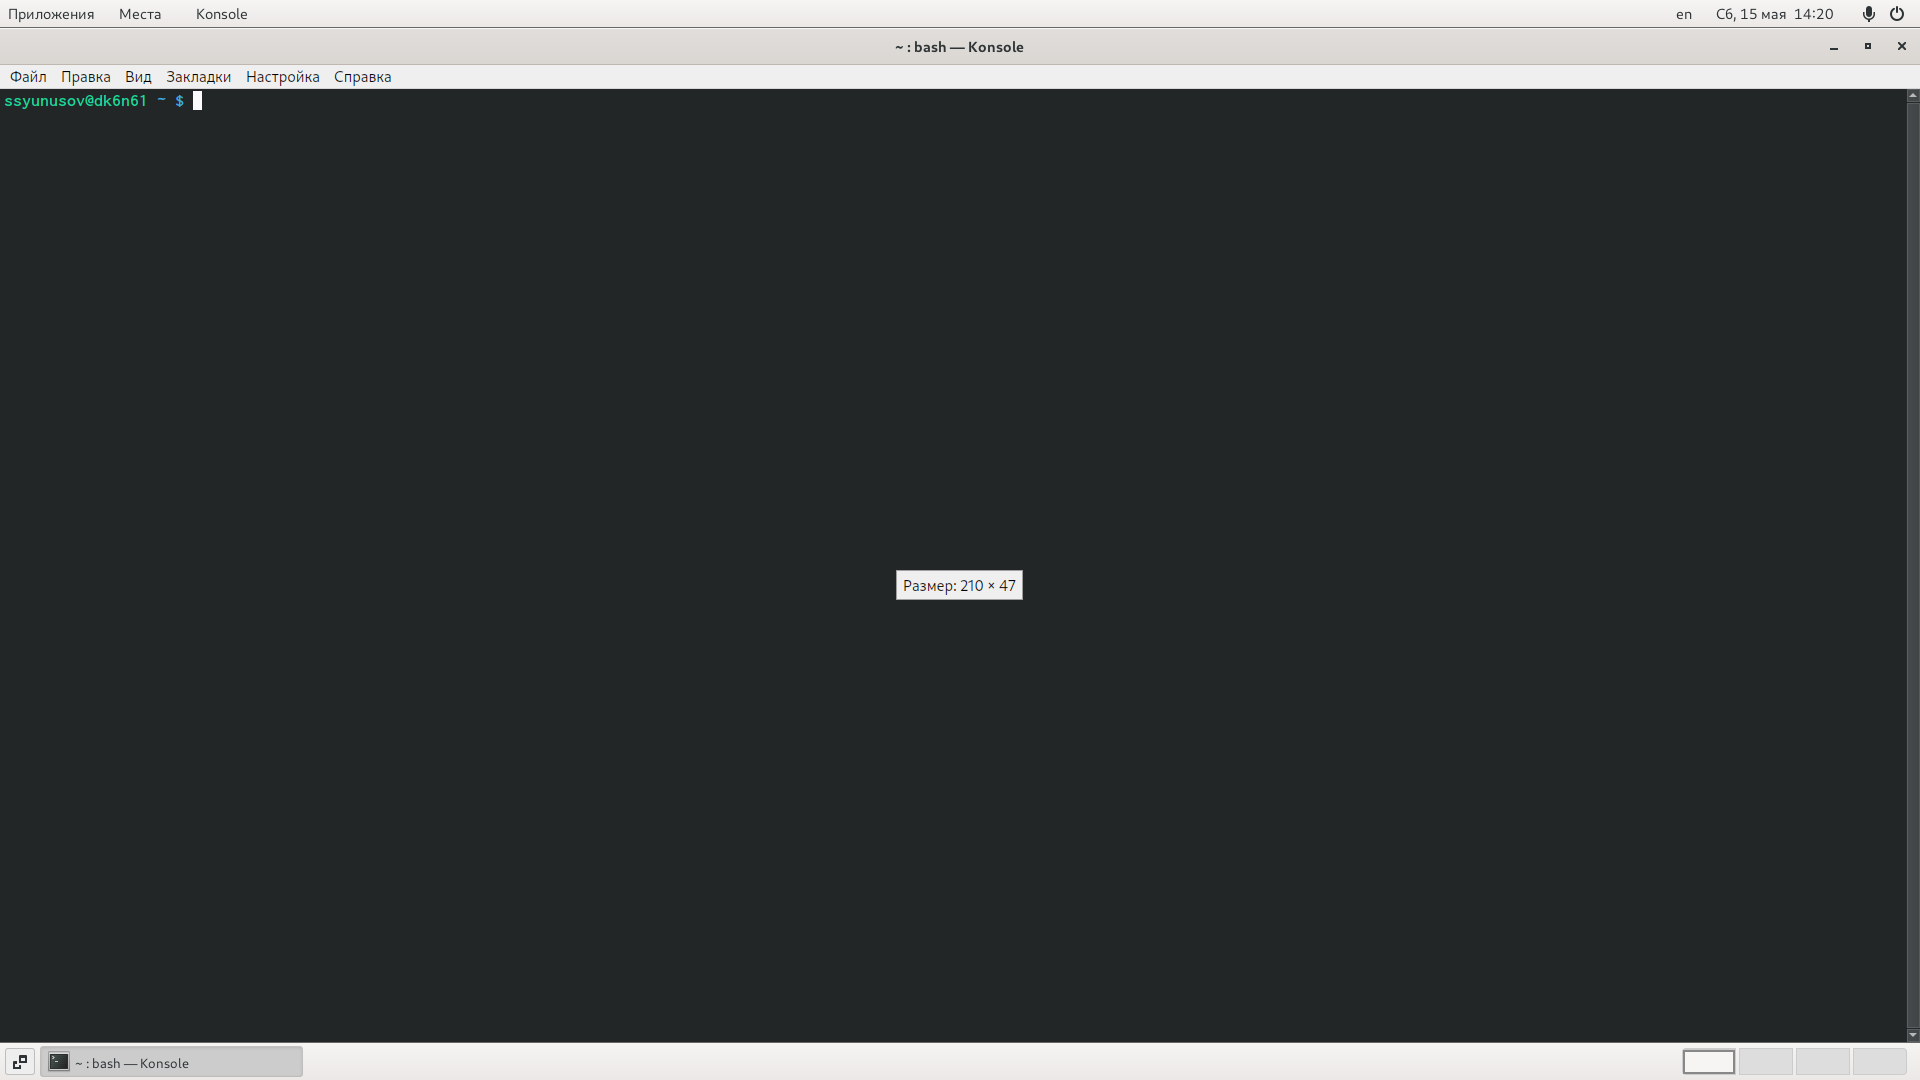 Приложения Места Konsole en Сб, 15 мая 14:20
~ : bash — Konsole
Файл Правка Вид Закладки Настройка Справка
ssyunusov@dk6n61 ~ $
Размер: 210 × 47
~ : bash — Konsole